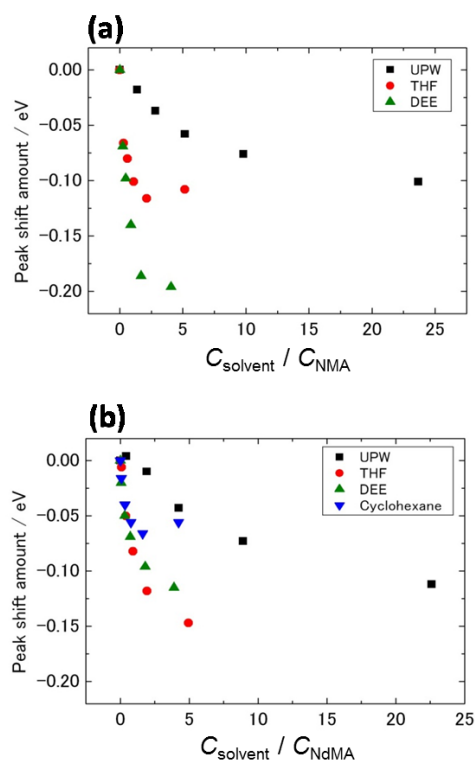 (a)
0.00
−0.05
−0.10
−0.15
−0.20
Peak shift amount / eV
UPW
THF
DEE
0 5 10 15 20 25
Csolvent / CNMA
(b)
0.00
−0.05
−0.10
−0.15
−0.20
Peak shift amount / eV
UPW
THF
DEE
Cyclohexane
0 5 10 15 20 25
Csolvent / CNdMA